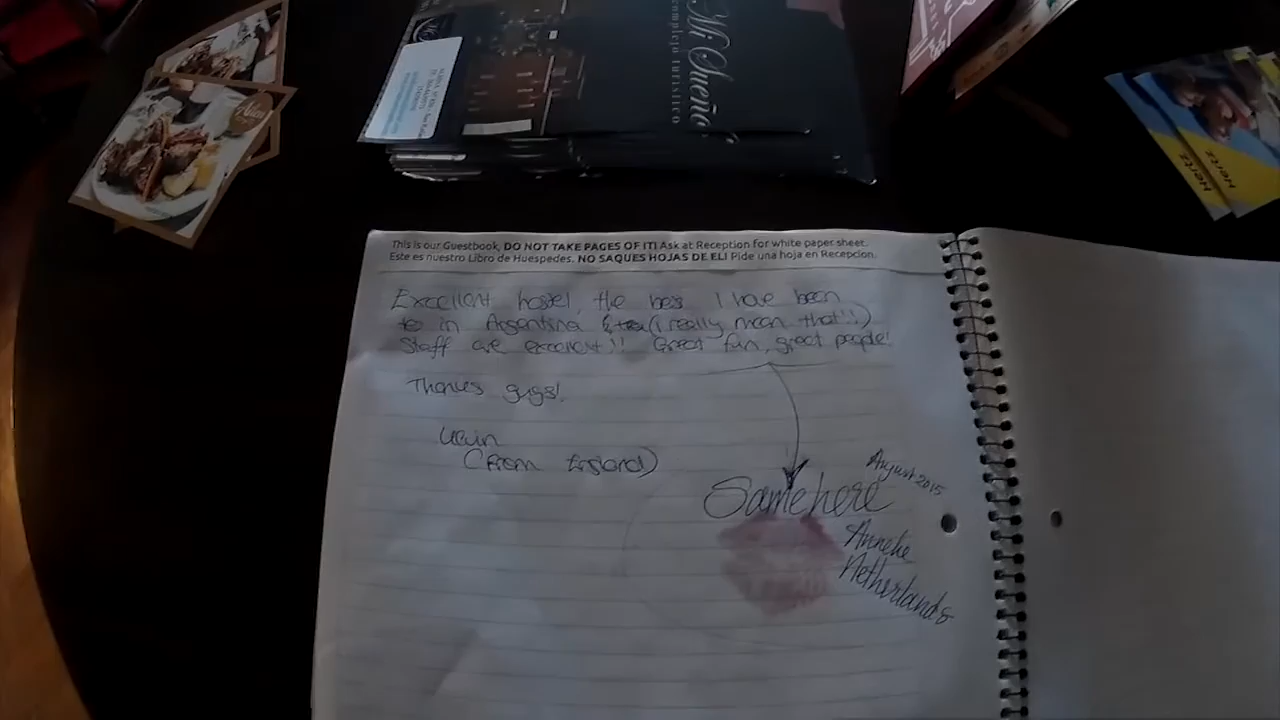 Mi Sueño
complejo turistico
Hertz
Hertz
This is our Guestbook, DO NOT TAKE PAGES OF IT! Ask at Reception for white paper sheet.
Este es nuestro Libro de Huespedes. NO SAQUES HOJAS DE EL! Pide una hoja en Recepcion.
Excellent hostel, the best I have been
to in Argentina (I really mean that!!)
Staff are excellent!! Great fun, great people!
Thanks guys!
(From England)
Same here
August 2015
Anneke
Netherlands